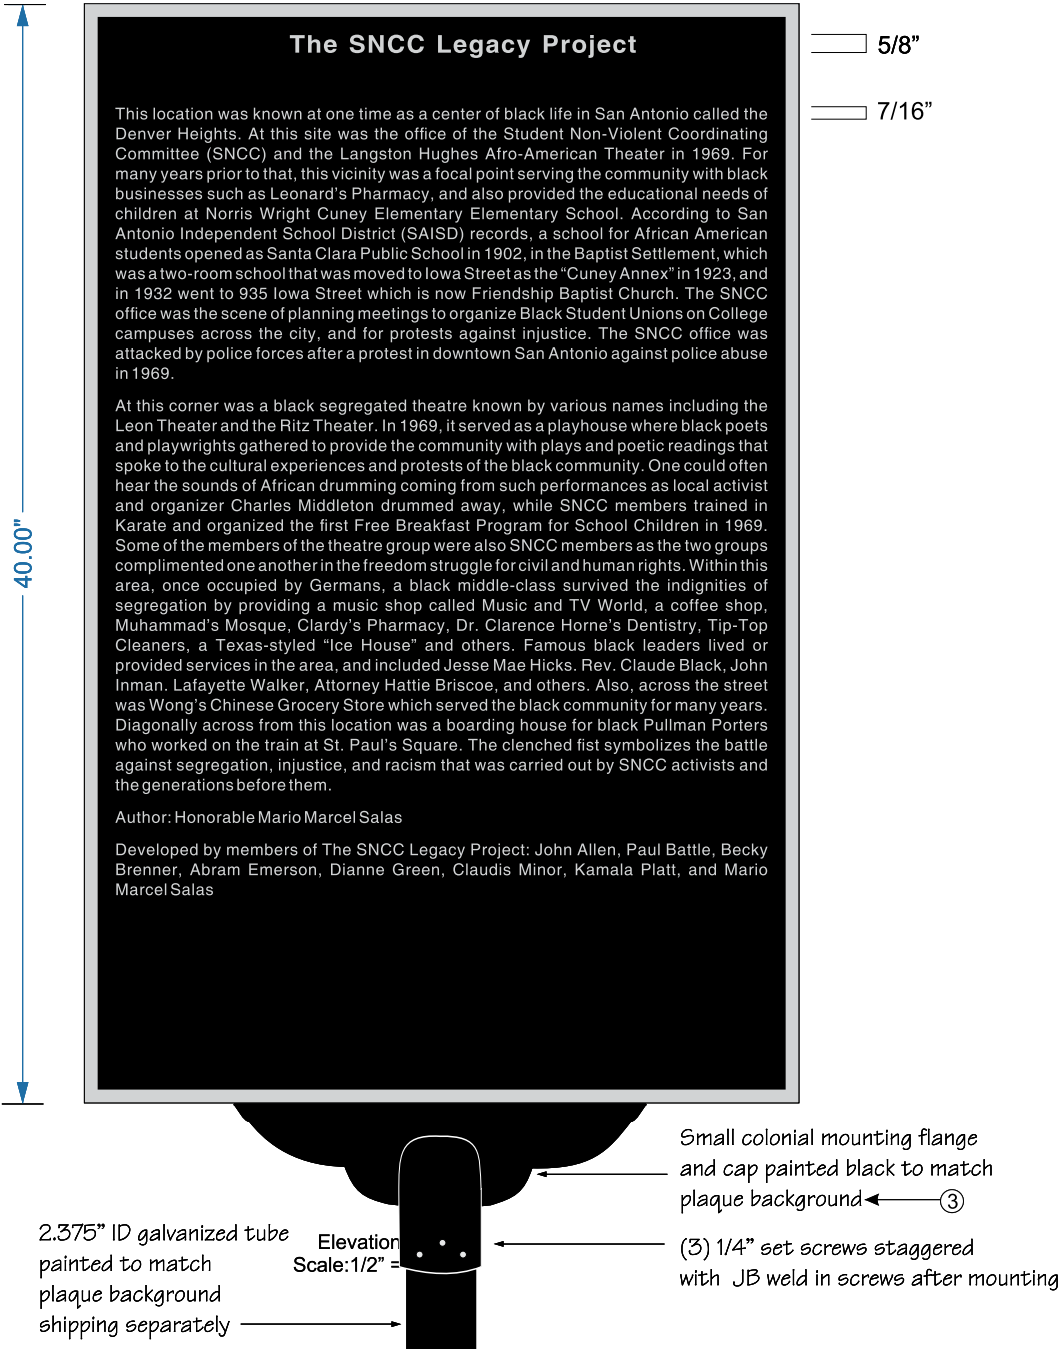 The SNCC Legacy Project
5/8”
7/16”
This location was known at one time as a center of black life in San Antonio called the
Denver Heights. At this site was the office of the Student Non-Violent Coordinating
Committee (SNCC) and the Langston Hughes Afro-American Theater in 1969. For
many years prior to that, this vicinity was a focal point serving the community with black
businesses such as Leonard’s Pharmacy, and also provided the educational needs of
children at Norris Wright Cuney Elementary Elementary School. According to San
Antonio Independent School District (SAISD) records, a school for African American
students opened as Santa Clara Public School in 1902, in the Baptist Settlement, which
was a two-room school that was moved to Iowa Street as the “Cuney Annex” in 1923, and
in 1932 went to 935 Iowa Street which is now Friendship Baptist Church. The SNCC
office was the scene of planning meetings to organize Black Student Unions on College
campuses across the city, and for protests against injustice. The SNCC office was
attacked by police forces after a protest in downtown San Antonio against police abuse
in 1969.
At this corner was a black segregated theatre known by various names including the
Leon Theater and the Ritz Theater. In 1969, it served as a playhouse where black poets
and playwrights gathered to provide the community with plays and poetic readings that
spoke to the cultural experiences and protests of the black community. One could often
hear the sounds of African drumming coming from such performances as local activist
and organizer Charles Middleton drummed away, while SNCC members trained in
Karate and organized the first Free Breakfast Program for School Children in 1969.
Some of the members of the theatre group were also SNCC members as the two groups
complimented one another in the freedom struggle for civil and human rights. Within this
area, once occupied by Germans, a black middle-class survived the indignities of
segregation by providing a music shop called Music and TV World, a coffee shop,
Muhammad’s Mosque, Clardy’s Pharmacy, Dr. Clarence Horne’s Dentistry, Tip-Top
Cleaners, a Texas-styled “Ice House” and others. Famous black leaders lived or
provided services in the area, and included Jesse Mae Hicks. Rev. Claude Black, John
Inman. Lafayette Walker, Attorney Hattie Briscoe, and others. Also, across the street
was Wong’s Chinese Grocery Store which served the black community for many years.
Diagonally across from this location was a boarding house for black Pullman Porters
who worked on the train at St. Paul’s Square. The clenched fist symbolizes the battle
against segregation, injustice, and racism that was carried out by SNCC activists and
the generations before them.
Author: Honorable Mario Marcel Salas
Developed by members of The SNCC Legacy Project: John Allen, Paul Battle, Becky
Brenner, Abram Emerson, Dianne Green, Claudis Minor, Kamala Platt, and Mario
Marcel Salas
40.00"
Small colonial mounting flange
and cap painted black to match
plaque background
3
(3) 1/4” set screws staggered
with JB weld in screws after mounting
2.375” ID galvanized tube
painted to match
plaque background
shipping separately
Elevation
Scale:1/2” =